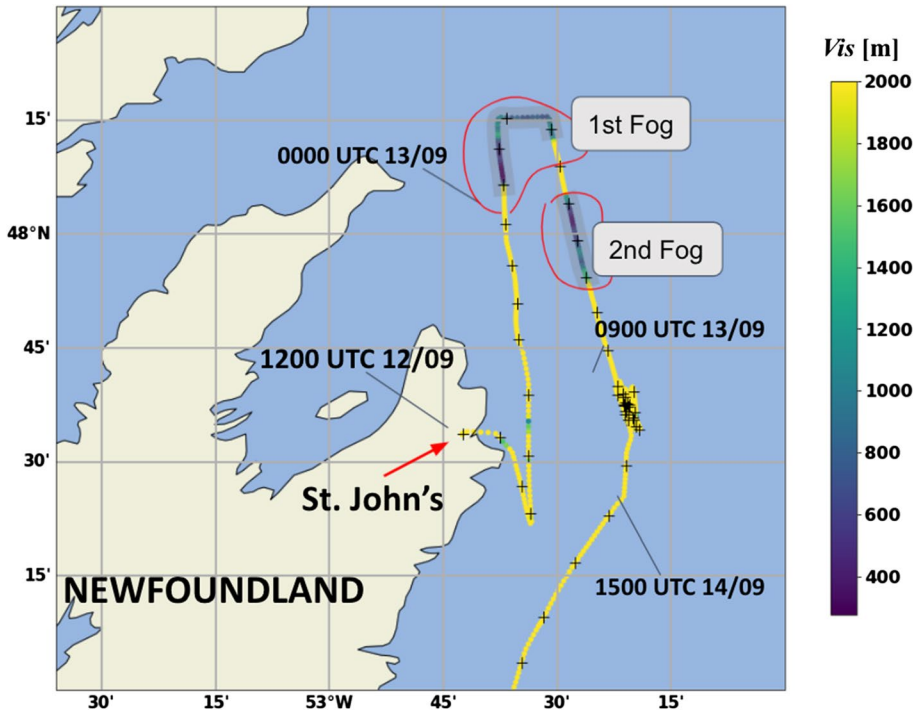 Vis [m]
2000
1800
1600
1400
1200
1000
800
600
400
15'
48°N
45'
30'
15'
1st Fog
0000 UTC 13/09
2nd Fog
0900 UTC 13/09
1200 UTC 12/09
St. John's
1500 UTC 14/09
NEWFOUNDLAND
30'
15'
53°W
45'
30'
15'